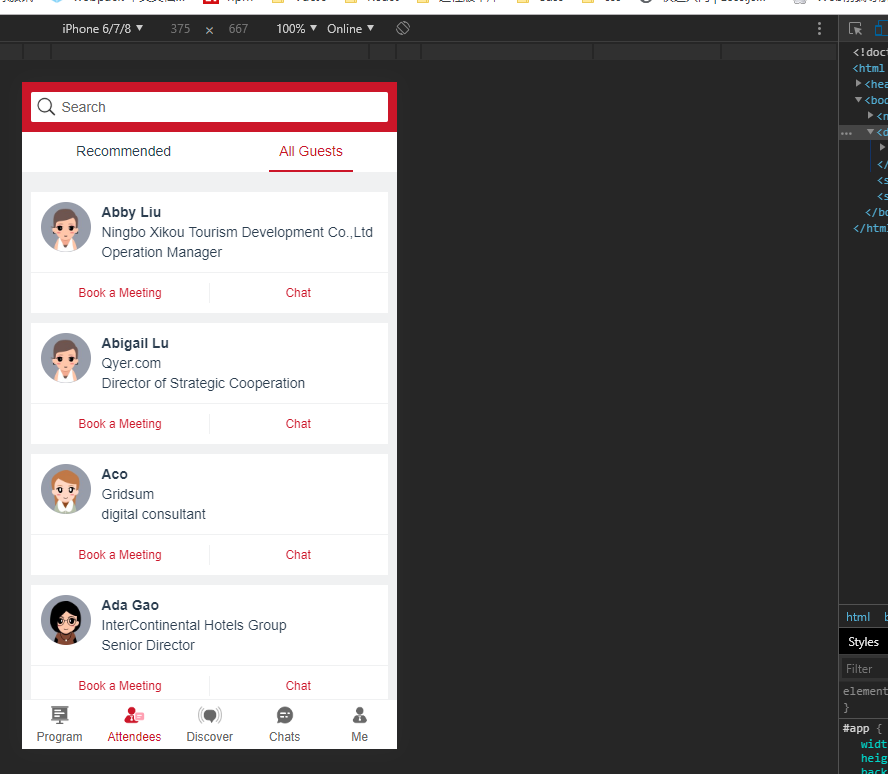 iPhone 6/7/8 ▼ 375 × 667 100% ▼ Online ▼
Search
Recommended All Guests
Abby Liu
Ningbo Xikou Tourism Development Co.,Ltd
Operation Manager
Book a Meeting Chat
Abigail Lu
Qyer.com
Director of Strategic Cooperation
Book a Meeting Chat
Aco
Gridsum
digital consultant
Book a Meeting Chat
Ada Gao
InterContinental Hotels Group
Senior Director
Book a Meeting Chat
Program Attendees Discover Chats Me
<!doct
<html
▶<hea
▼<boo
▶<n
… ▼<d
▶
</
<s
<s
</bo
</html
html b
Styles
Filter
element
}
#app {
widt
heig
back